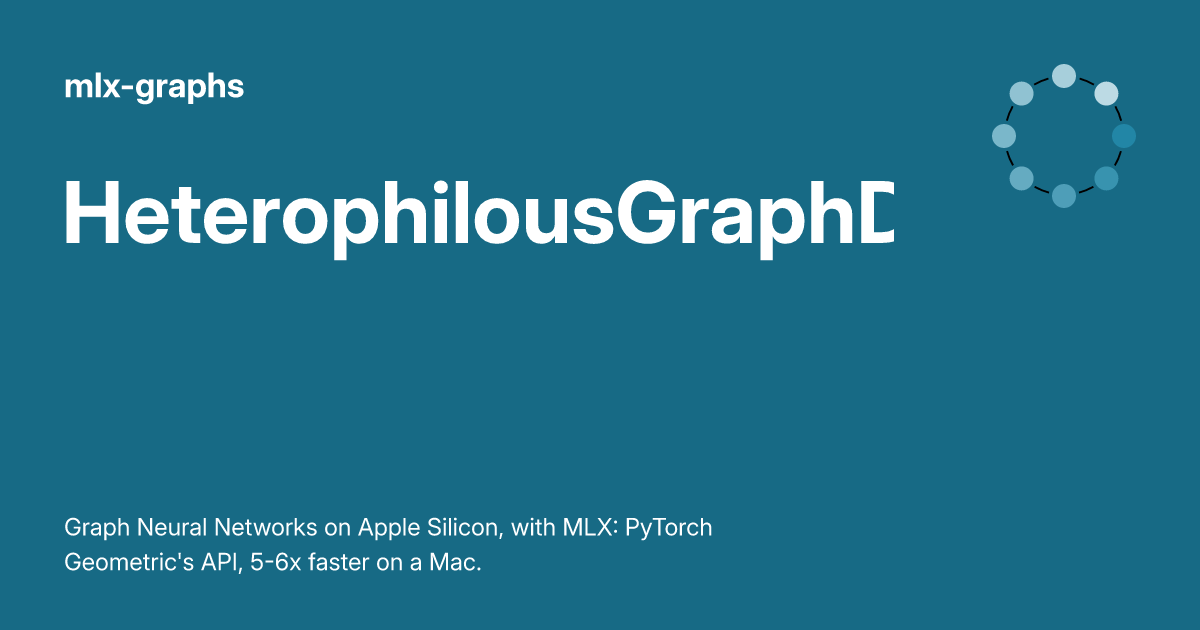 mlx-graphs
HeterophilousGraphD
Graph Neural Networks on Apple Silicon, with MLX: PyTorch
Geometric's API, 5-6x faster on a Mac.